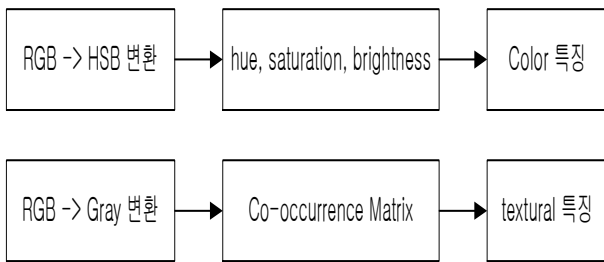 RGB -> HSB 변환
hue, saturation, brightness
Color 특징
RGB -> Gray 변환
Co-occurrence Matrix
textural 특징